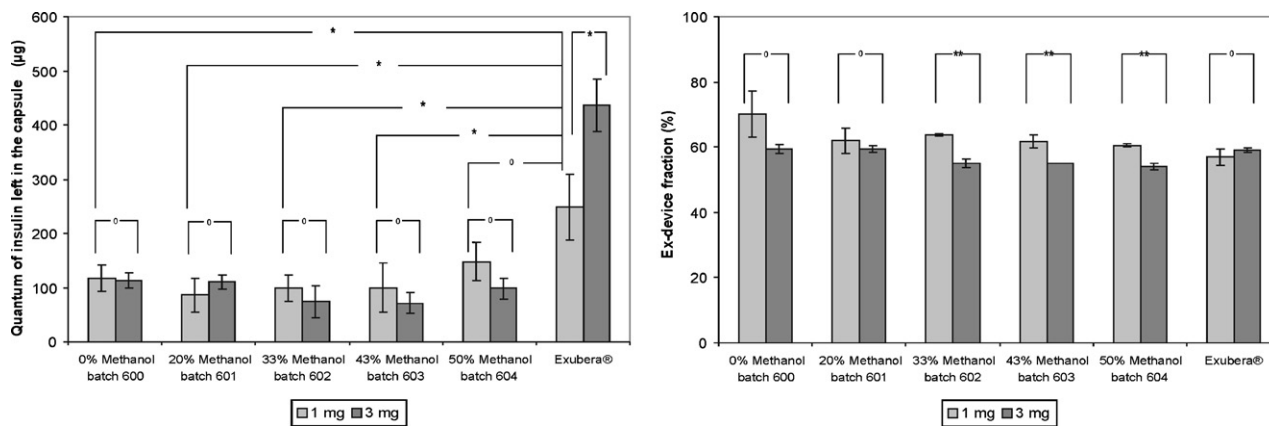 600
500
400
300
200
100
0
Quantum of insulin left in the capsule (µg)
*
*
*
*
*
0
0
0
0
0
0
0% Methanol
batch 600
20% Methanol
batch 601
33% Methanol
batch 602
43% Methanol
batch 603
50% Methanol
batch 604
Exubera®
1 mg
3 mg
100
80
60
40
20
0
Ex-device fraction (%)
0
0
**
**
**
0
0% Methanol
batch 600
20% Methanol
batch 601
33% Methanol
batch 602
43% Methanol
batch 603
50% Methanol
batch 604
Exubera®
1 mg
3 mg